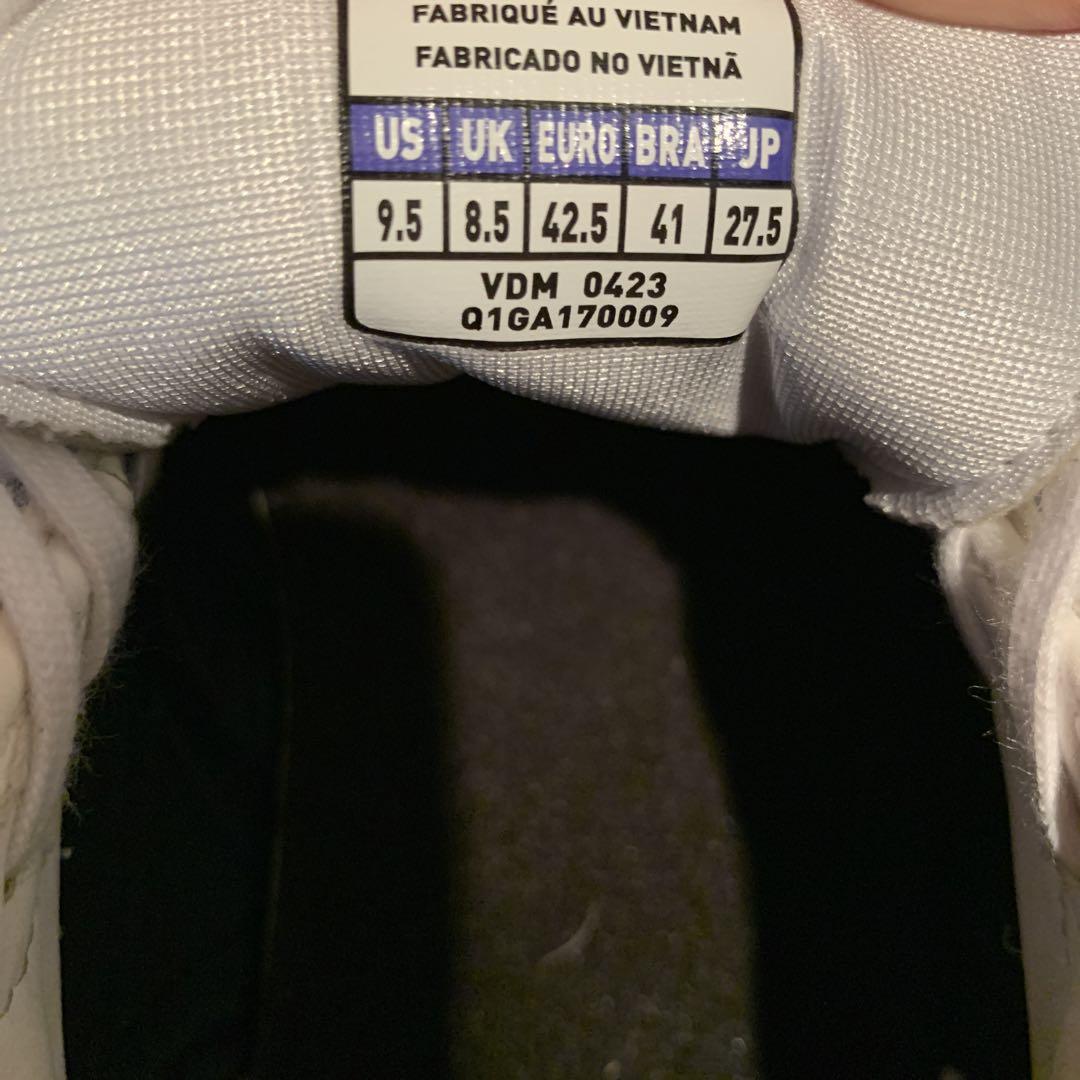 FABRIQUÉ AU VIETNAM
FABRICADO NO VIETNÃ
US UK EURO BRA JP
9.5 8.5 42.5 41 27.5
VDM 0423
Q1GA170009